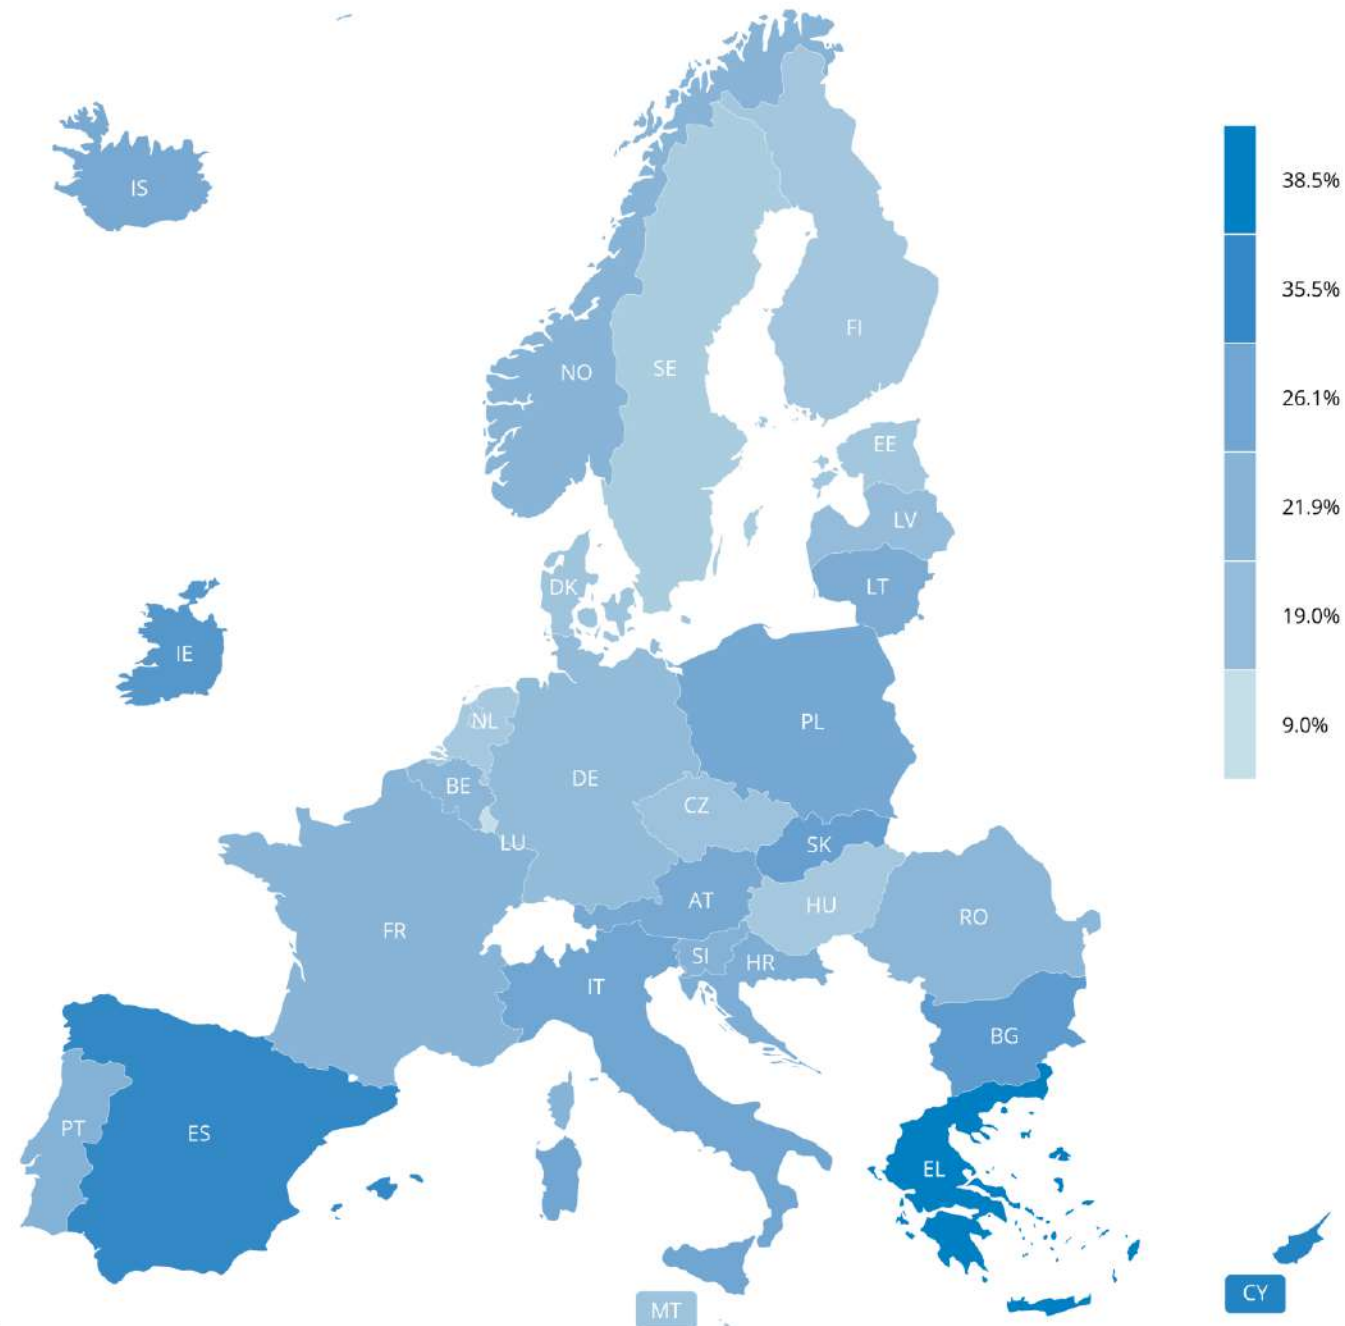 38.5%
IS
35.5%
FI
SE
NO
26.1%
EE
21.9%
LV
DK
LT
19.0%
IE
NL
PL
9.0%
DE
BE
CZ
LU
SK
AT
HU
RO
FR
SI
HR
IT
BG
PT
ES
EL
CY
MT